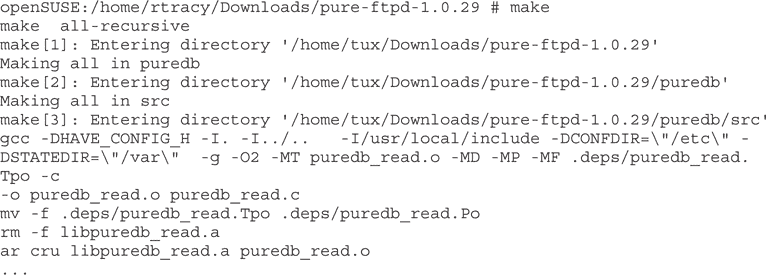 openSUSE:/home/rtracy/Downloads/pure-ftpd-1.0.29 # make
make  all-recursive
make[1]: Entering directory '/home/tux/Downloads/pure-ftpd-1.0.29'
Making all in puredb
make[2]: Entering directory '/home/tux/Downloads/pure-ftpd-1.0.29/puredb'
Making all in src
make[3]: Entering directory '/home/tux/Downloads/pure-ftpd-1.0.29/puredb/src'
gcc -DHAVE_CONFIG_H -I. -I../..   -I/usr/local/include -DCONFDIR=\"/etc\" -
DSTATEDIR=\"/var\"  -g -O2 -MT puredb_read.o -MD -MP -MF .deps/puredb_read.
Tpo -c
-o puredb_read.o puredb_read.c
mv -f .deps/puredb_read.Tpo .deps/puredb_read.Po
rm -f libpuredb_read.a
ar cru libpuredb_read.a puredb_read.o
...